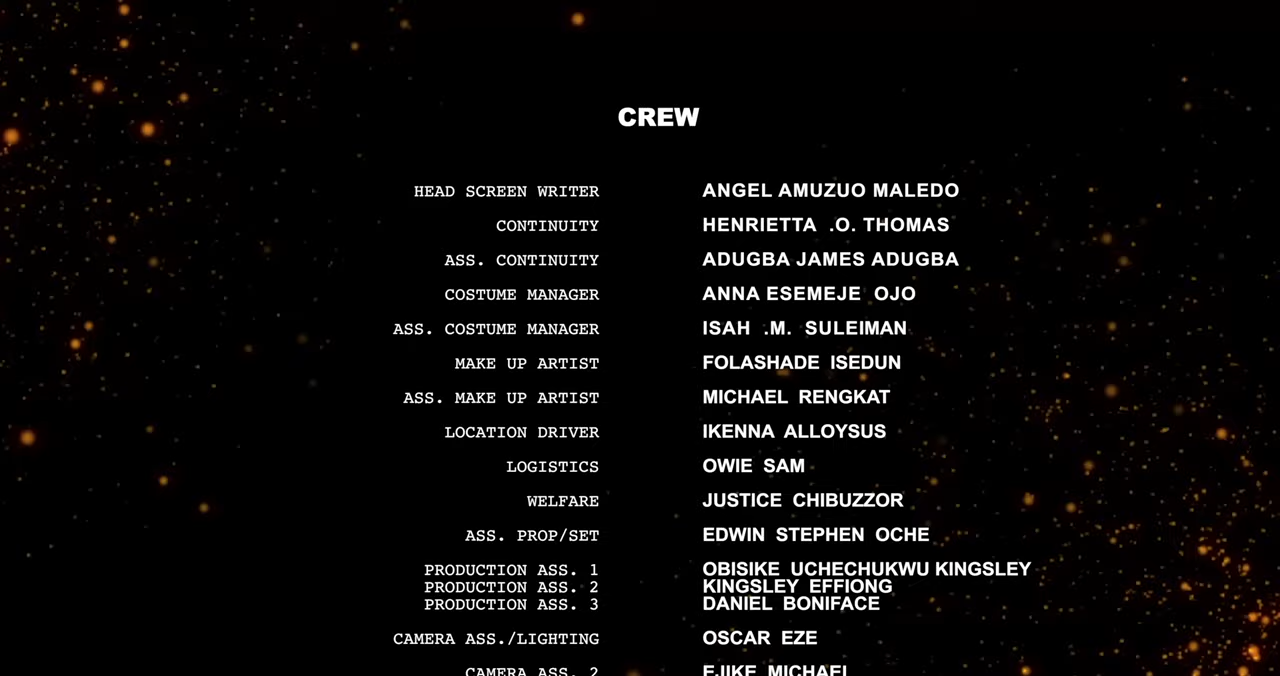 CREW
HEAD SCREEN WRITER ANGEL AMUZUO MALEDO
CONTINUITY HENRIETTA .O. THOMAS
ASS. CONTINUITY ADUGBA JAMES ADUGBA
COSTUME MANAGER ANNA ESEMEJE OJO
ASS. COSTUME MANAGER ISAH .M. SULEIMAN
MAKE UP ARTIST FOLASHADE ISEDUN
ASS. MAKE UP ARTIST MICHAEL RENGKAT
LOCATION DRIVER IKENNA ALLOYSUS
LOGISTICS OWIE SAM
WELFARE JUSTICE CHIBUZZOR
ASS. PROP/SET EDWIN STEPHEN OCHE
PRODUCTION ASS. 1 OBISIKE UCHECHUKWU KINGSLEY
PRODUCTION ASS. 2 KINGSLEY EFFIONG
PRODUCTION ASS. 3 DANIEL BONIFACE
CAMERA ASS./LIGHTING OSCAR EZE
CAMERA ASS. 2 EJIKE MICHAEL